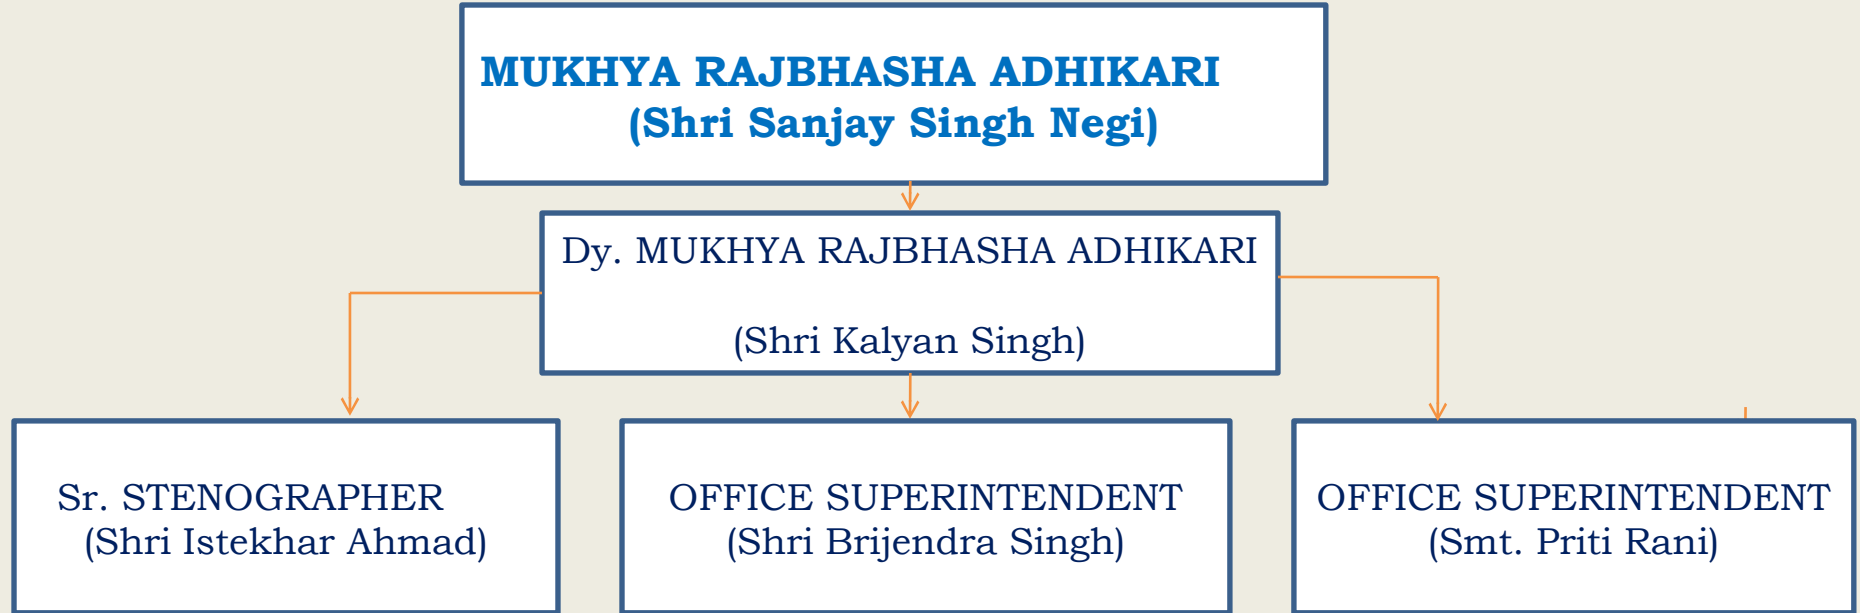 MUKHYA RAJBHASHA ADHIKARI
(Shri Sanjay Singh Negi)
Dy. MUKHYA RAJBHASHA ADHIKARI
(Shri Kalyan Singh)
Sr. STENOGRAPHER
(Shri Istekhar Ahmad)
OFFICE SUPERINTENDENT
(Shri Brijendra Singh)
OFFICE SUPERINTENDENT
(Smt. Priti Rani)